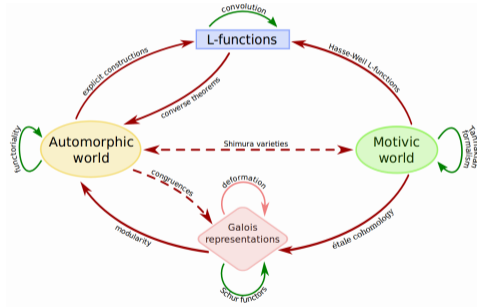 convolution
L-functions
explicit constructions
Hasse-Weil L-functions
converse theorems
functoriality
Automorphic
world
Shimura varieties
Motivic
world
Tannakian
formalism
congruences
deformation
Galois
representations
modularity
étale cohomology
Schur functors